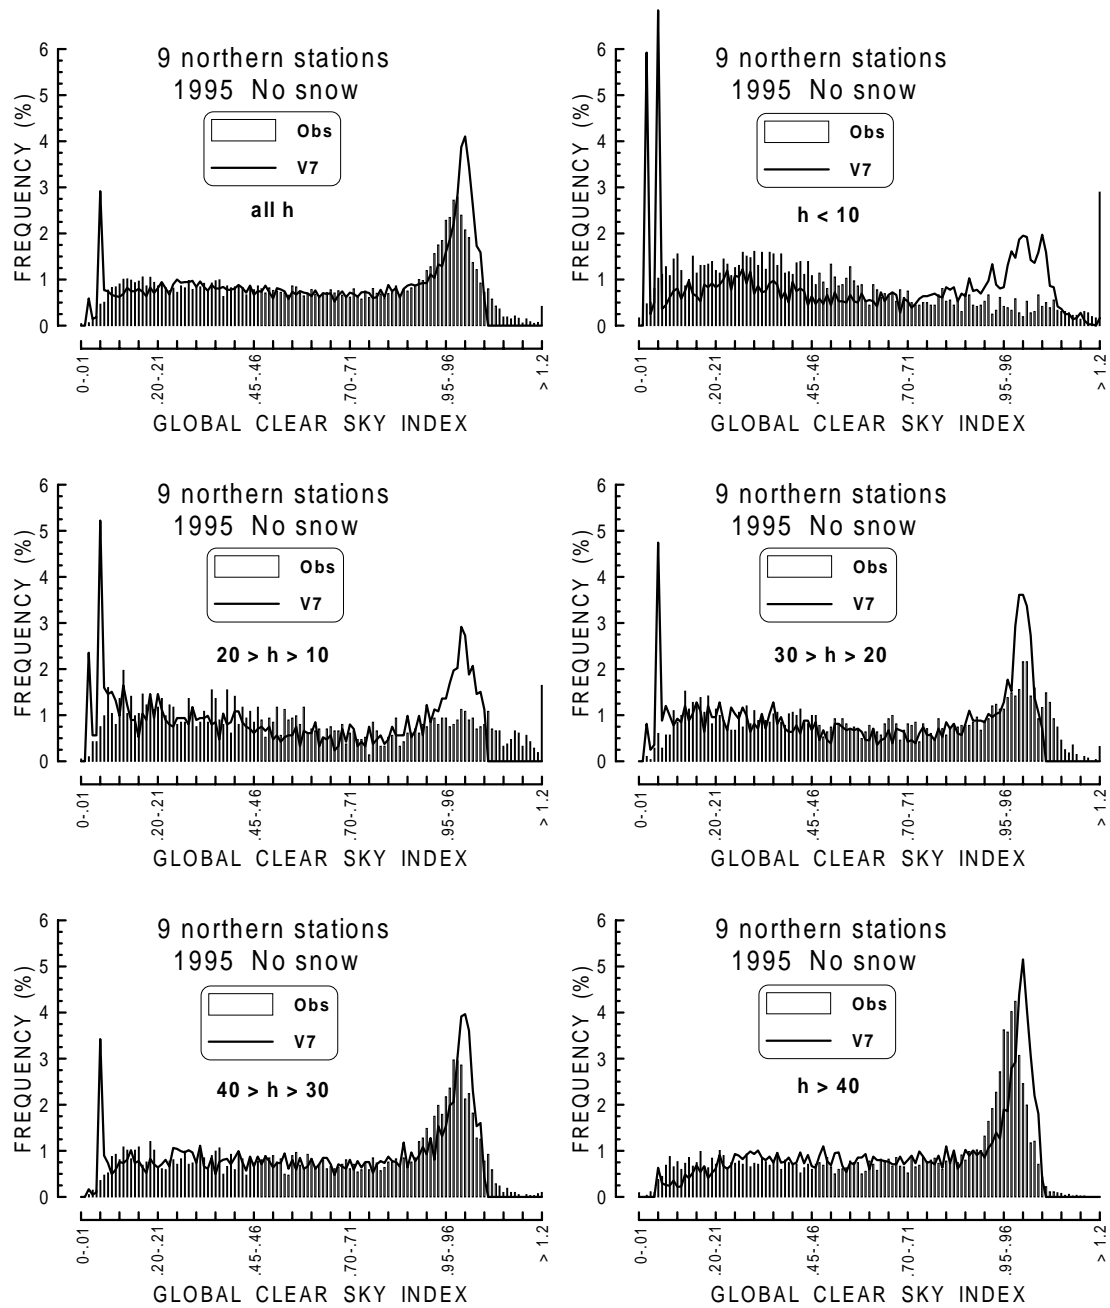 9 northern stations
1995 No snow
Obs
V7
all h
FREQUENCY (%)
6
5
4
3
2
1
0
0-.01
.20-.21
.45-.46
.70-.71
.95-.96
> 1.2
GLOBAL CLEAR SKY INDEX
9 northern stations
1995 No snow
Obs
V7
h < 10
FREQUENCY (%)
6
5
4
3
2
1
0
0-.01
.20-.21
.45-.46
.70-.71
.95-.96
> 1.2
GLOBAL CLEAR SKY INDEX
9 northern stations
1995 No snow
Obs
V7
20 > h > 10
FREQUENCY (%)
6
5
4
3
2
1
0
0-.01
.20-.21
.45-.46
.70-.71
.95-.96
> 1.2
GLOBAL CLEAR SKY INDEX
9 northern stations
1995 No snow
Obs
V7
30 > h > 20
FREQUENCY (%)
6
5
4
3
2
1
0
0-.01
.20-.21
.45-.46
.70-.71
.95-.96
> 1.2
GLOBAL CLEAR SKY INDEX
9 northern stations
1995 No snow
Obs
V7
40 > h > 30
FREQUENCY (%)
6
5
4
3
2
1
0
0-.01
.20-.21
.45-.46
.70-.71
.95-.96
> 1.2
GLOBAL CLEAR SKY INDEX
9 northern stations
1995 No snow
Obs
V7
h > 40
FREQUENCY (%)
6
5
4
3
2
1
0
0-.01
.20-.21
.45-.46
.70-.71
.95-.96
> 1.2
GLOBAL CLEAR SKY INDEX